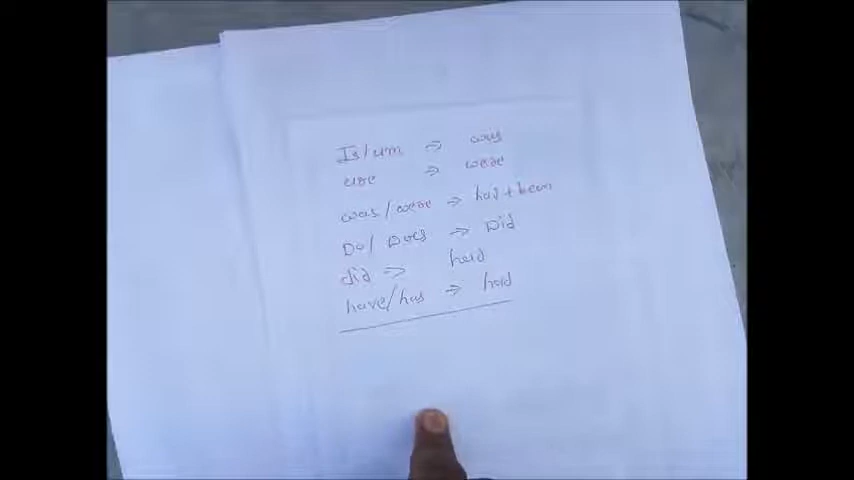 Is/am => was
are => were
was/were => had+been
Do/Does => Did
did => had
have/has => had